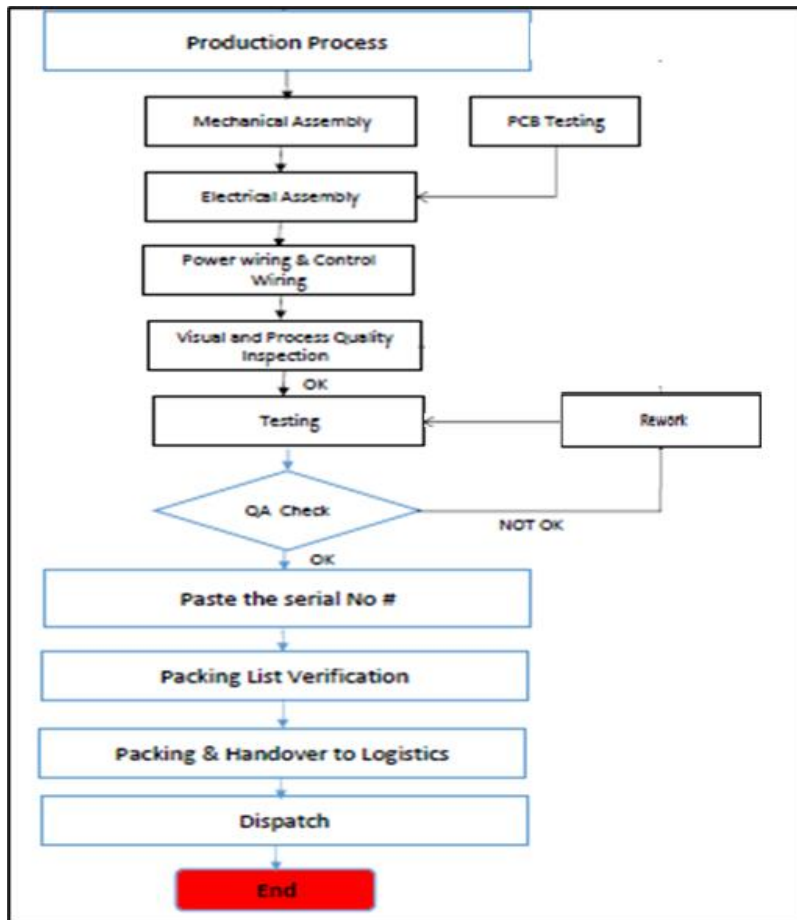 Production Process
Mechanical Assembly
PCB Testing
Electrical Assembly
Power wiring & Control
Wiring
Visual and Process Quality
Inspection
OK
Testing
Rework
QA Check
NOT OK
OK
Paste the serial No #
Packing List Verification
Packing & Handover to Logistics
Dispatch
End